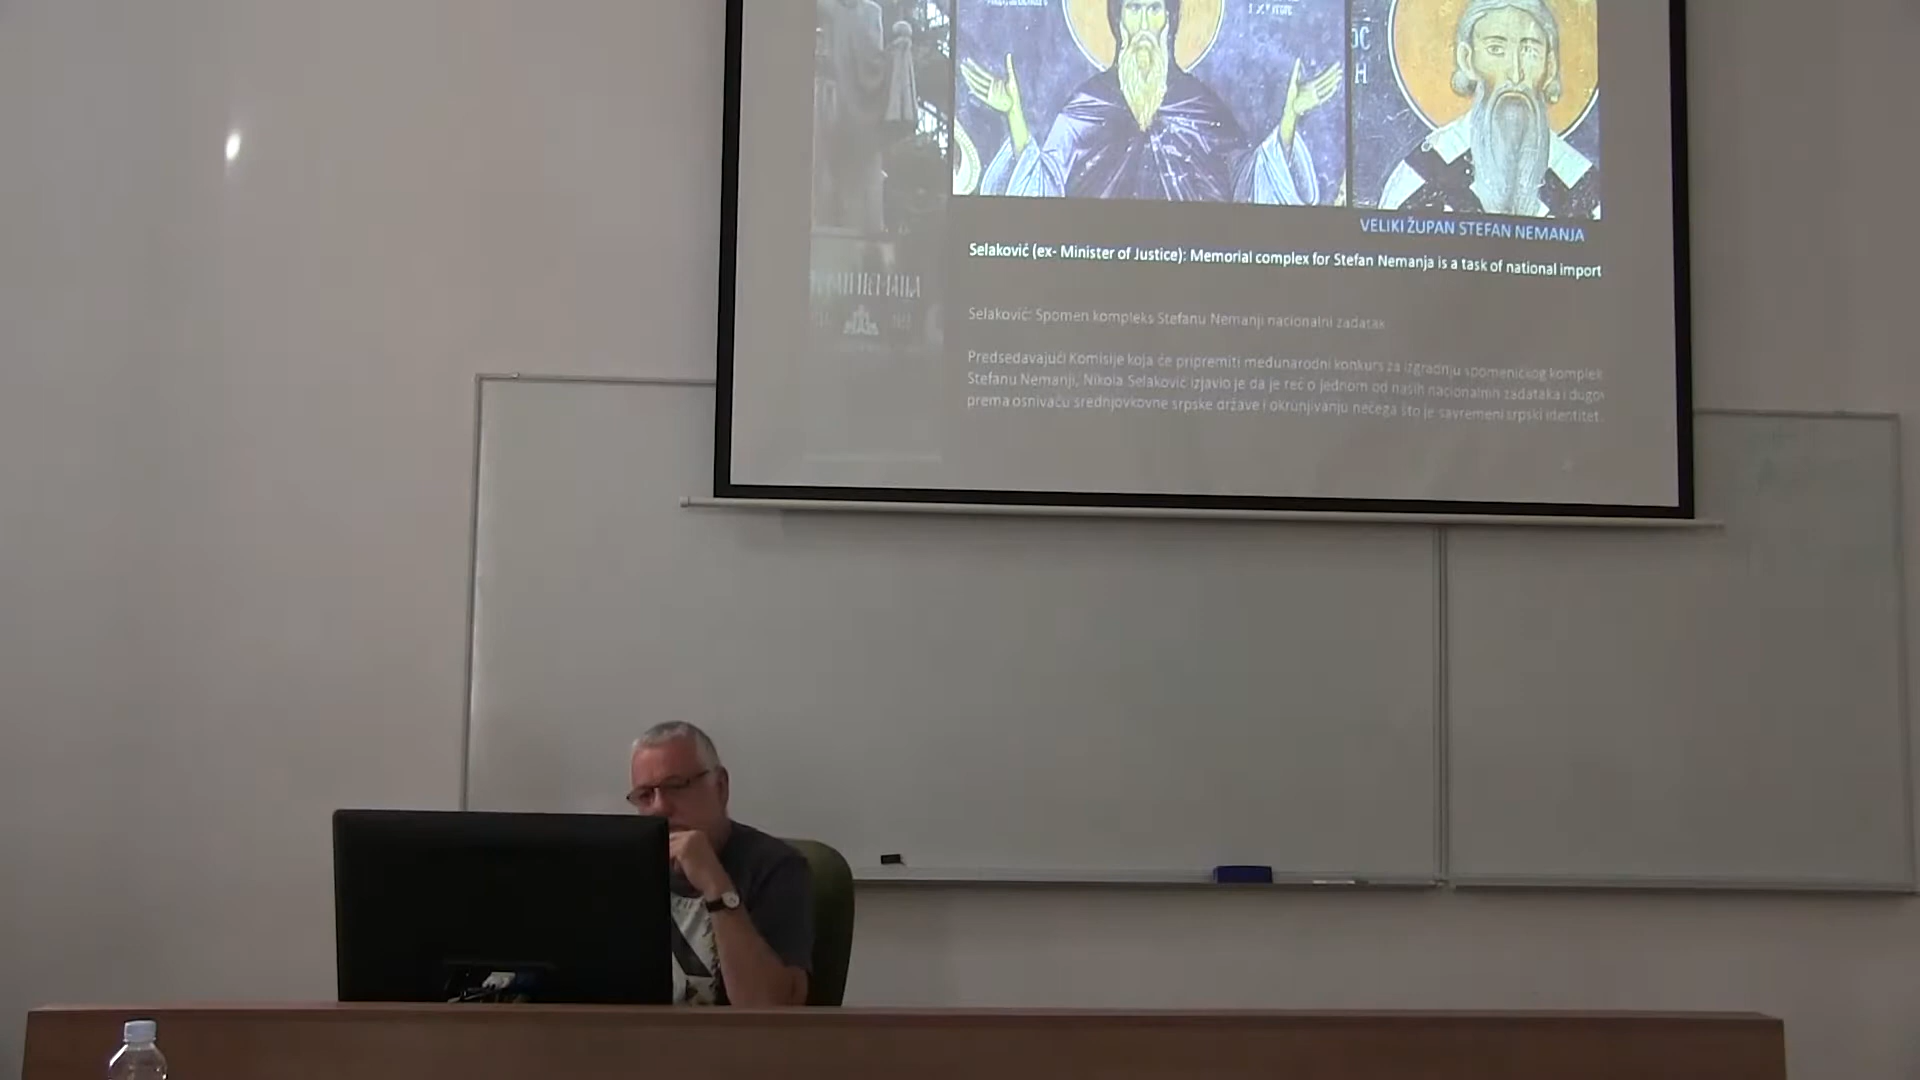 ОС
Н
VELIKI ŽUPAN STEFAN NEMANJA
Selaković (ex- Minister of Justice): Memorial complex for Stefan Nemanja is a task of national import
Selaković: Spomen kompleks Stefanu Nemanji nacionalni zadatak
Predsedavajući Komisije koja će pripremiti međunarodni konkurs za izgradnju spomeničkog komplek
Stefanu Nemanji, Nikola Selaković izjavio je da je reč o jednom od naših nacionalnih zadataka i dugo
prema osnivaču srednjovkovne srpske države i okrunjivanju nečega što je savremeni srpski identitet.